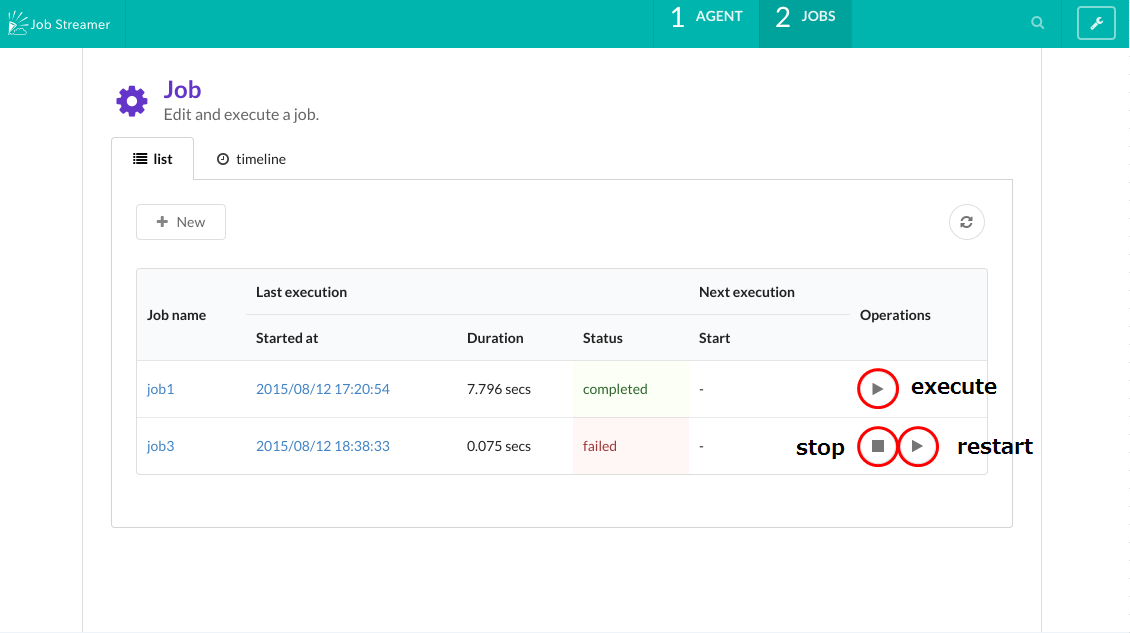 Job Streamer
1 AGENT
2 JOBS
Job
Edit and execute a job.
list
timeline
New
Job name
Last execution
Next execution
Operations
Started at
Duration
Status
Start
job1
2015/08/12 17:20:54
7.796 secs
completed
-
execute
job3
2015/08/12 18:38:33
0.075 secs
failed
-
stop
restart